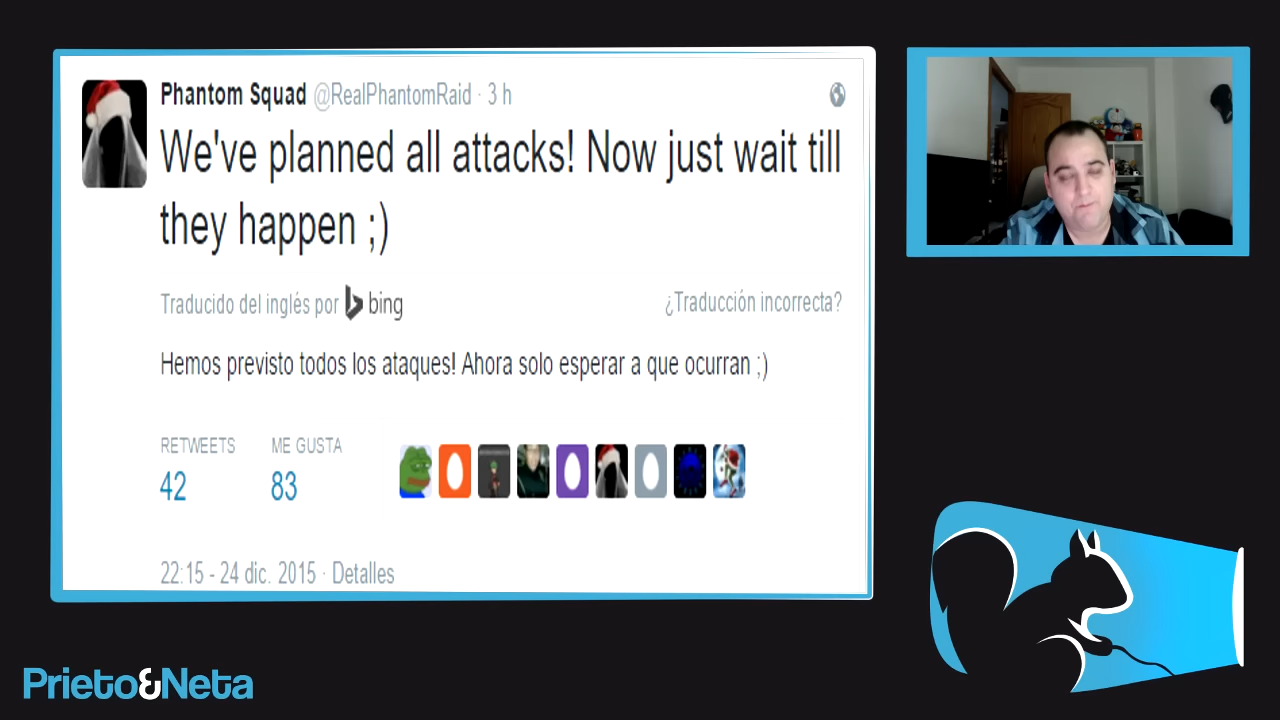 Phantom Squad @RealPhantomRaid · 3 h
We've planned all attacks! Now just wait till
they happen ;)
Traducido del inglés por bing
¿Traducción incorrecta?
Hemos previsto todos los ataques! Ahora solo esperar a que ocurran ;)
RETWEETS ME GUSTA
42 83
22:15 - 24 dic. 2015 · Detalles
Prieto&Neta